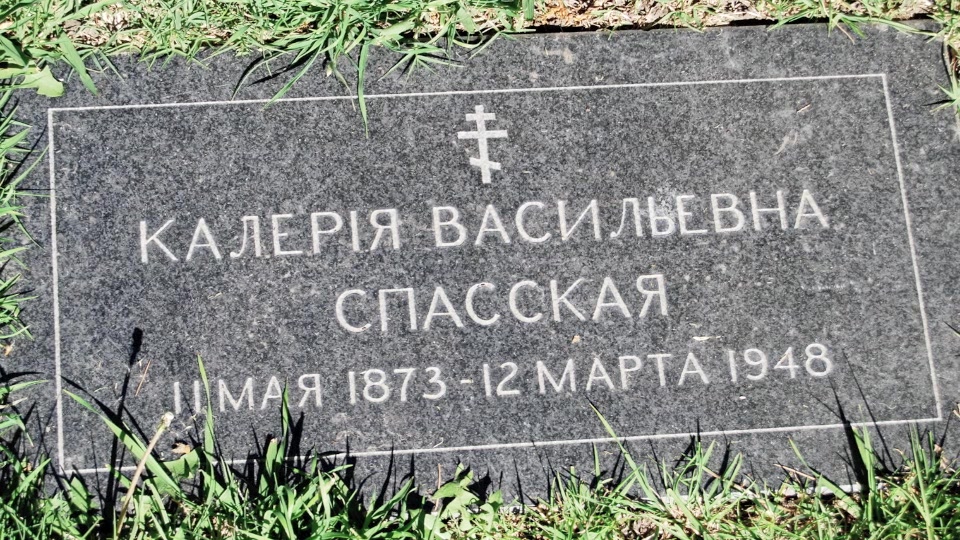 КАЛЕРІЯ ВАСИЛЬЕВНА
СПАССКАЯ
11 МАЯ 1873 - 12 МАРТА 1948